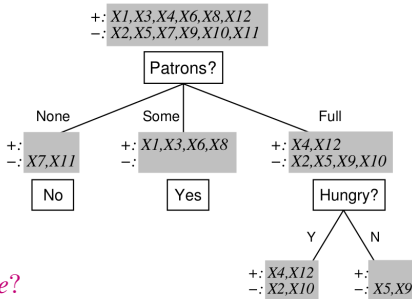 +: X1,X3,X4,X6,X8,X12
−: X2,X5,X7,X9,X10,X11
Patrons?
None Some Full
+: +: X1,X3,X6,X8 +: X4,X12
−: X7,X11 −: −: X2,X5,X9,X10
No Yes Hungry?
Y N
+: X4,X12 +:
−: X2,X10 −: X5,X9
e?